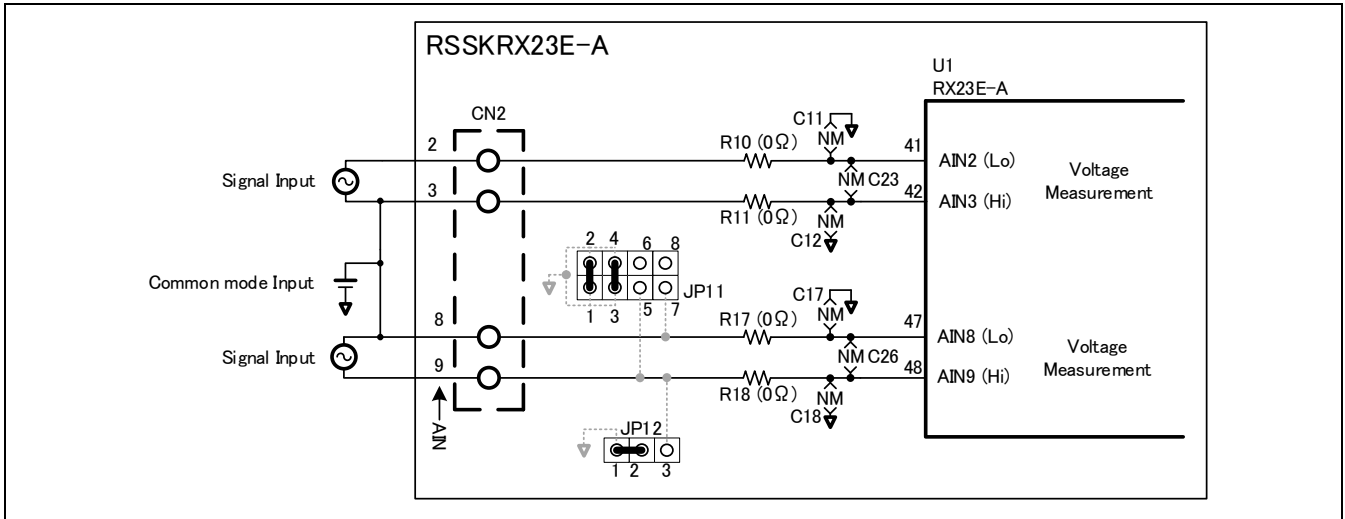 RSSKRX23E-A
U1
RX23E-A
CN2
C11
NM
2
R10 (0Ω)
41
AIN2 (Lo)
Voltage
Measurement
Signal Input
NM C23
3
42
AIN3 (Hi)
R11 (0Ω)
NM
C12
2 4 6 8
Common mode Input
JP11
1 3 5 7
C17
NM
8
R17 (0Ω)
47
AIN8 (Lo)
Voltage
Measurement
Signal Input
NM C26
9
48
AIN9 (Hi)
R18 (0Ω)
NM
C18
AIN
JP12
1 2 3